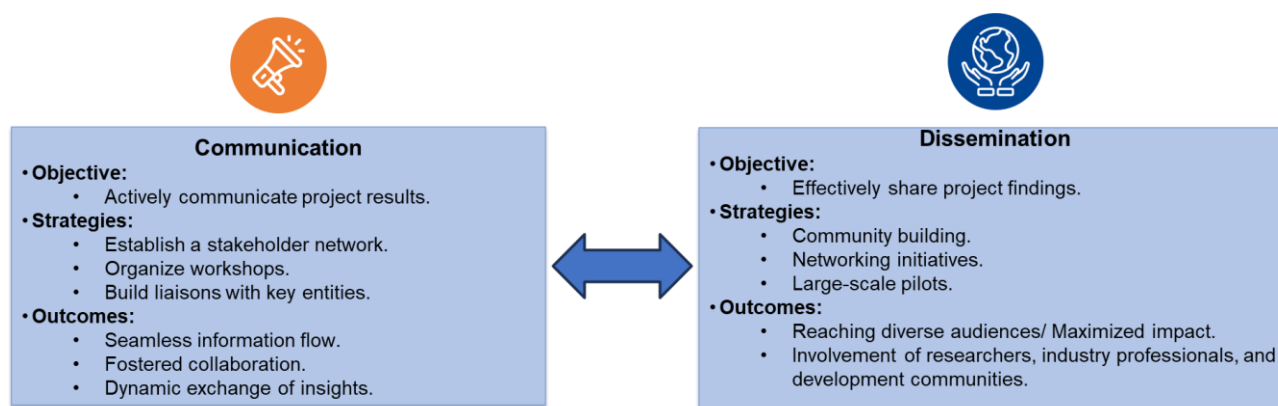 Communication
• Objective:
• Actively communicate project results.
• Strategies:
• Establish a stakeholder network.
• Organize workshops.
• Build liaisons with key entities.
• Outcomes:
• Seamless information flow.
• Fostered collaboration.
• Dynamic exchange of insights.
Dissemination
• Objective:
• Effectively share project findings.
• Strategies:
• Community building.
• Networking initiatives.
• Large-scale pilots.
• Outcomes:
• Reaching diverse audiences/ Maximized impact.
• Involvement of researchers, industry professionals, and
development communities.